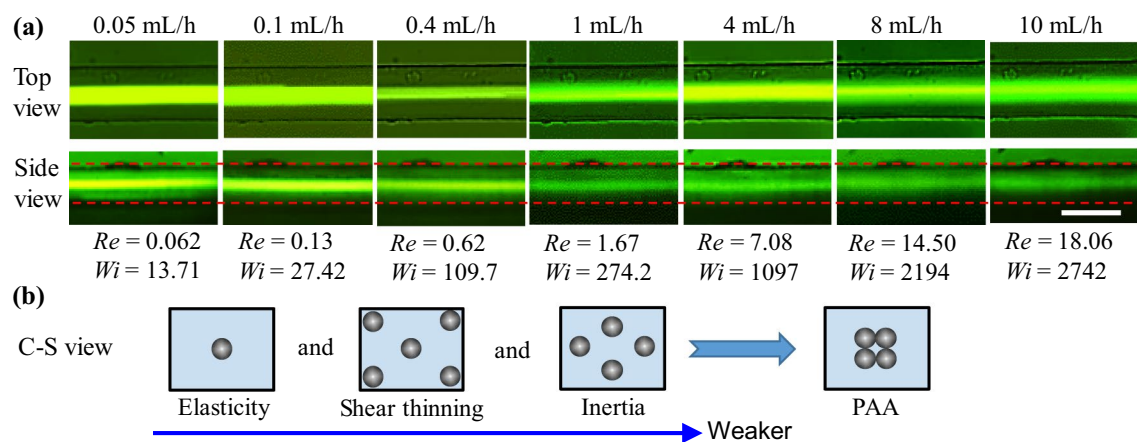 (a) 0.05 mL/h 0.1 mL/h 0.4 mL/h 1 mL/h 4 mL/h 8 mL/h 10 mL/h
Top
view
Side
view
Re = 0.062 Re = 0.13 Re = 0.62 Re = 1.67 Re = 7.08 Re = 14.50 Re = 18.06
Wi = 13.71 Wi = 27.42 Wi = 109.7 Wi = 274.2 Wi = 1097 Wi = 2194 Wi = 2742
(b)
C-S view and and
Elasticity Shear thinning Inertia PAA
Weaker